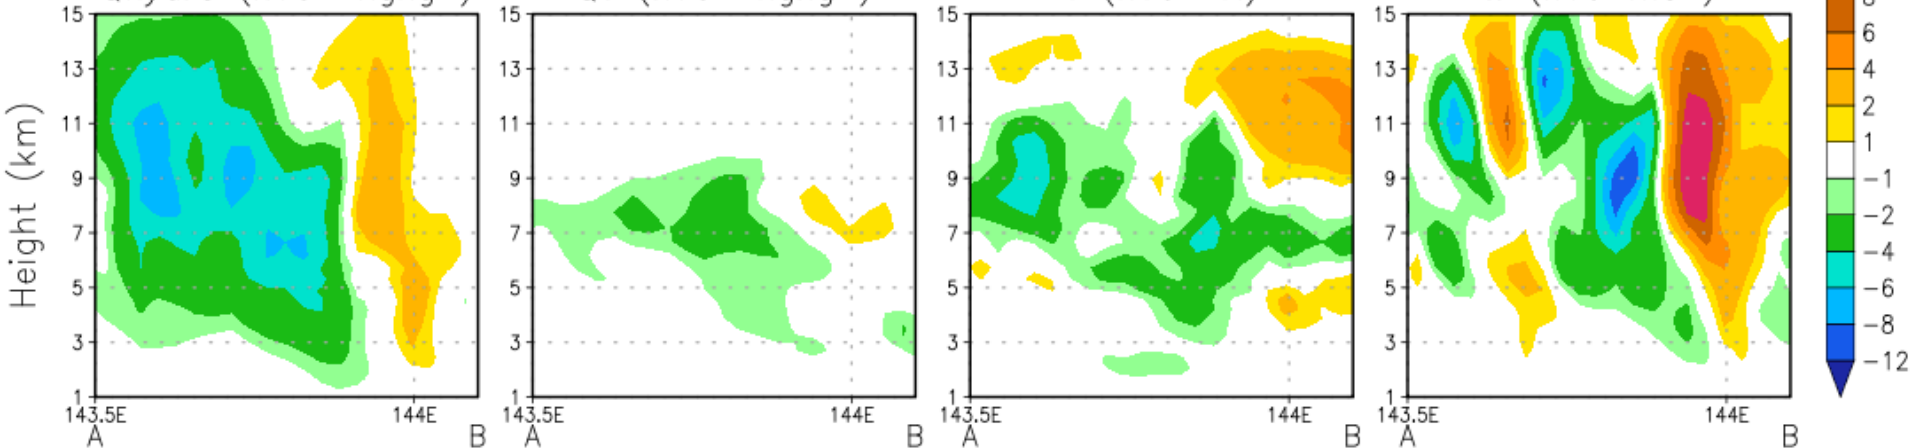 15 15 15 15
6
13 13 13 13
4
Height (km)
2
11 11 11 11
1
9 9 9 9
−1
−2
7 7 7 7
−4
5 5 5 5
−6
−8
3 3 3 3
−12
1 1 1 1
143.5E 144E 143.5E 144E 143.5E 144E 143.5E 144E
A B A B A B A B